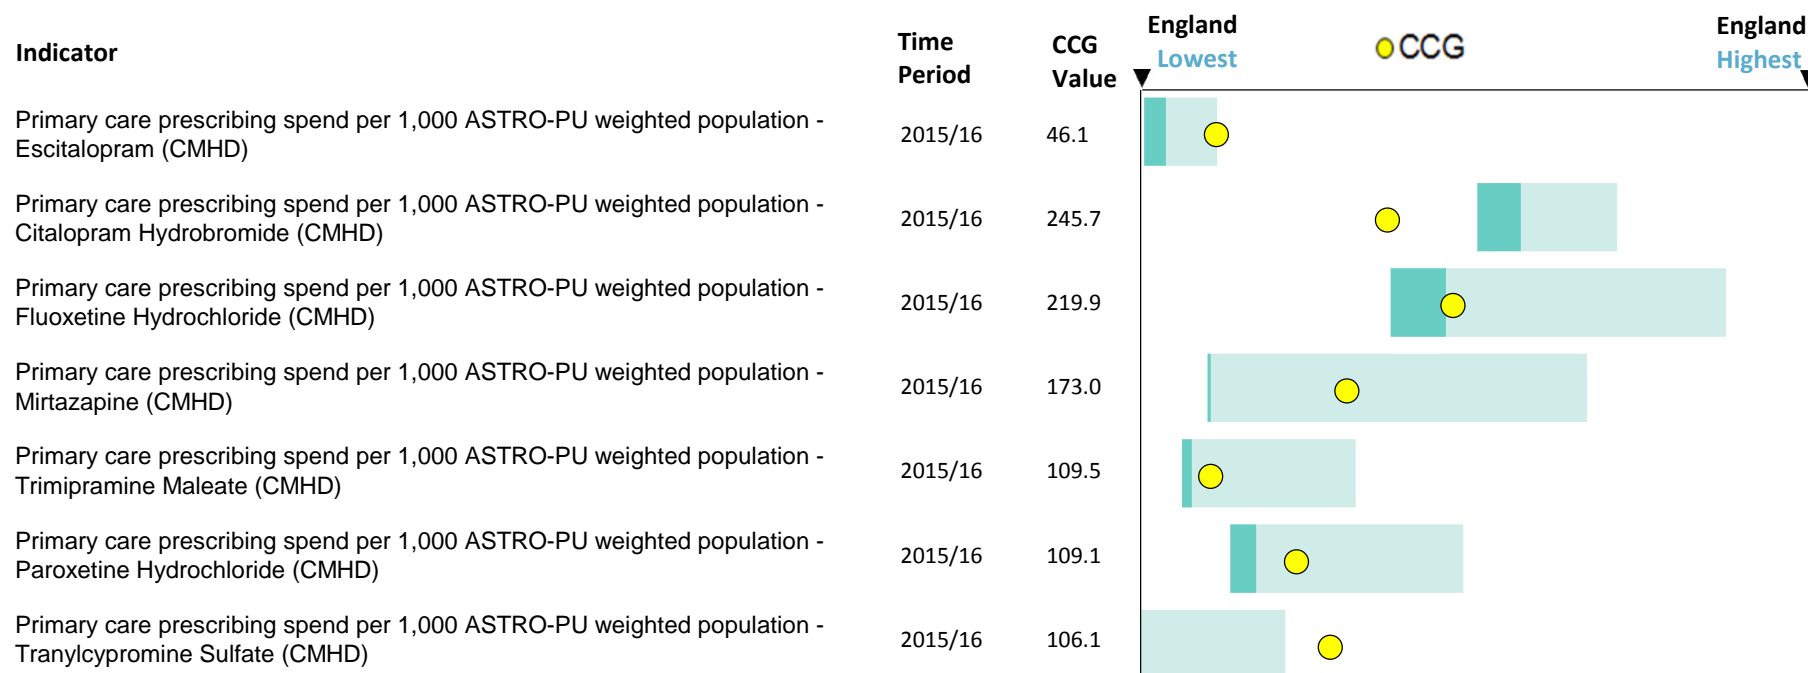 Indicator
Time
Period
CCG
Value
England
Lowest
CCG
England
Highest
Primary care prescribing spend per 1,000 ASTRO-PU weighted population -
Escitalopram (CMHD)
2015/16
46.1
Primary care prescribing spend per 1,000 ASTRO-PU weighted population -
Citalopram Hydrobromide (CMHD)
2015/16
245.7
Primary care prescribing spend per 1,000 ASTRO-PU weighted population -
Fluoxetine Hydrochloride (CMHD)
2015/16
219.9
Primary care prescribing spend per 1,000 ASTRO-PU weighted population -
Mirtazapine (CMHD)
2015/16
173.0
Primary care prescribing spend per 1,000 ASTRO-PU weighted population -
Trimipramine Maleate (CMHD)
2015/16
109.5
Primary care prescribing spend per 1,000 ASTRO-PU weighted population -
Paroxetine Hydrochloride (CMHD)
2015/16
109.1
Primary care prescribing spend per 1,000 ASTRO-PU weighted population -
Tranylcypromine Sulfate (CMHD)
2015/16
106.1